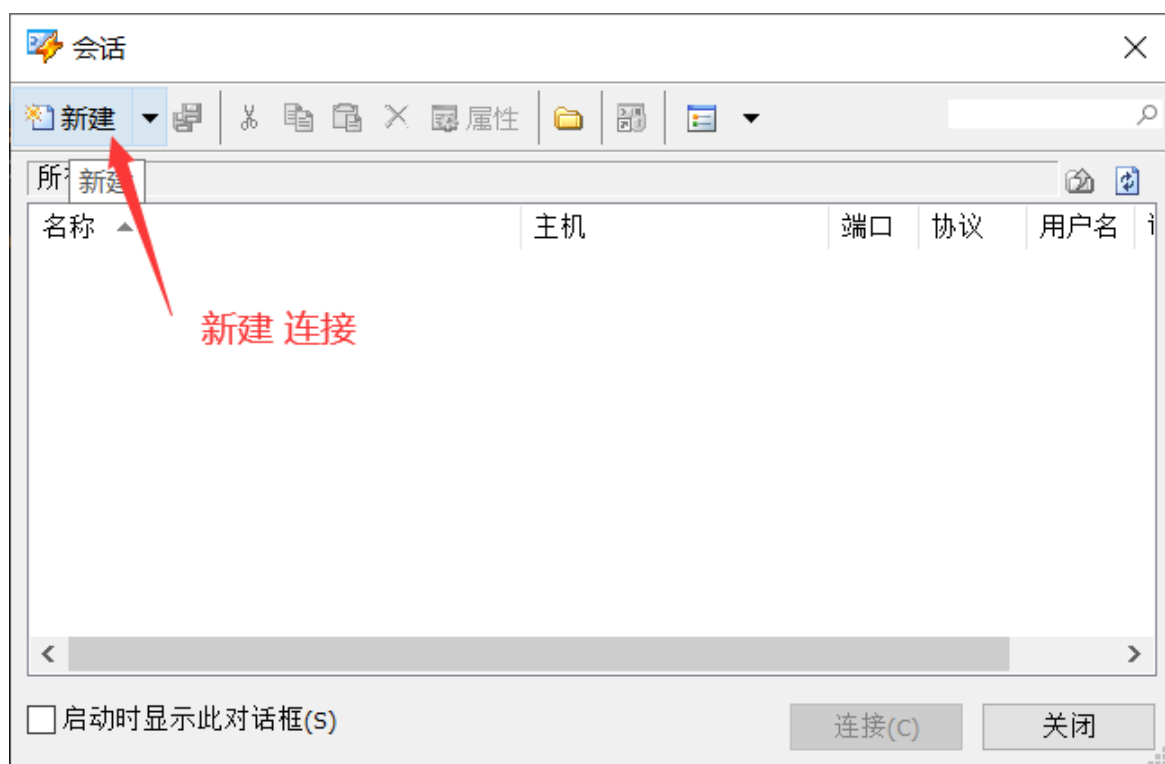 会话
新建 属性
所
新建
名称 主机 端口 协议 用户名
新建 连接
启动时显示此对话框(S)
连接(C) 关闭